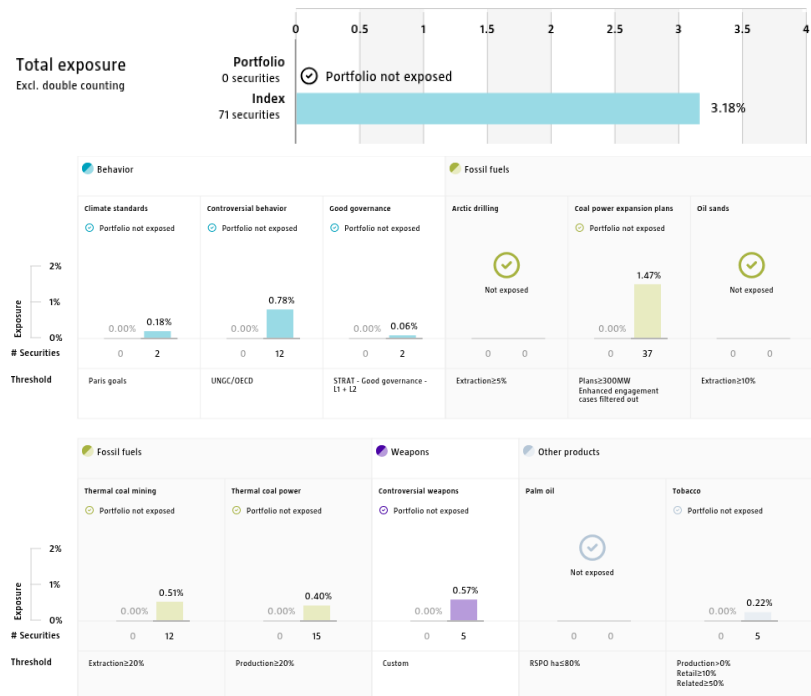 0 0.5 1 1.5 2 2.5 3 3.5 4
Total exposure
Excl. double counting
Portfolio
0 securities
Portfolio not exposed
Index
71 securities
3.18%
Behavior
Fossil fuels
Climate standards
Controversial behavior
Good governance
Arctic drilling
Coal power expansion plans
Oil sands
Portfolio not exposed
Portfolio not exposed
Portfolio not exposed
Portfolio not exposed
Exposure
2%
1%
0%
Not exposed
Not exposed
0.00% 0.18%
0.00% 0.78%
0.00% 0.06%
0.00% 1.47%
# Securities
0 2
0 12
0 2
0 0
0 37
0 0
Threshold
Paris goals
UNGC/OECD
STRAT - Good governance -
L1 + L2
Extraction≥5%
Plans≥300MW
Enhanced engagement
cases filtered out
Extraction≥10%
Fossil fuels
Weapons
Other products
Thermal coal mining
Thermal coal power
Controversial weapons
Palm oil
Tobacco
Portfolio not exposed
Portfolio not exposed
Portfolio not exposed
Portfolio not exposed
Exposure
2%
1%
0%
Not exposed
0.00% 0.51%
0.00% 0.40%
0.00% 0.57%
0.00% 0.22%
# Securities
0 12
0 15
0 5
0 0
0 5
Threshold
Extraction≥20%
Production≥20%
Custom
RSPO ha≤80%
Production>0%
Retail≥10%
Related≥50%